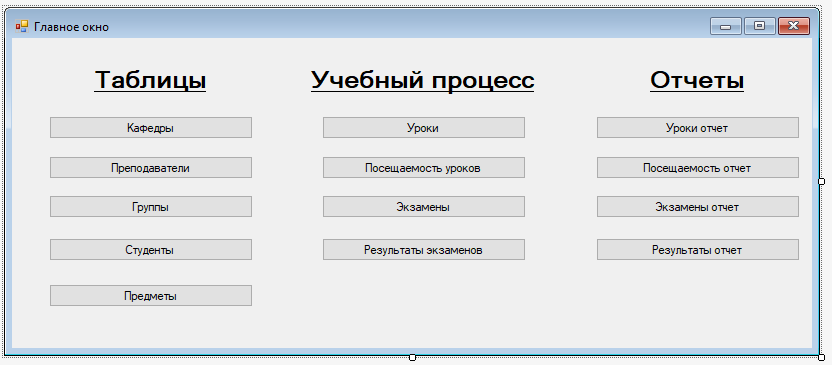 Главное окно
Таблицы Учебный процесс Отчеты
Кафедры Уроки Уроки отчет
Преподаватели Посещаемость уроков Посещаемость отчет
Группы Экзамены Экзамены отчет
Студенты Результаты экзаменов Результаты отчет
Предметы